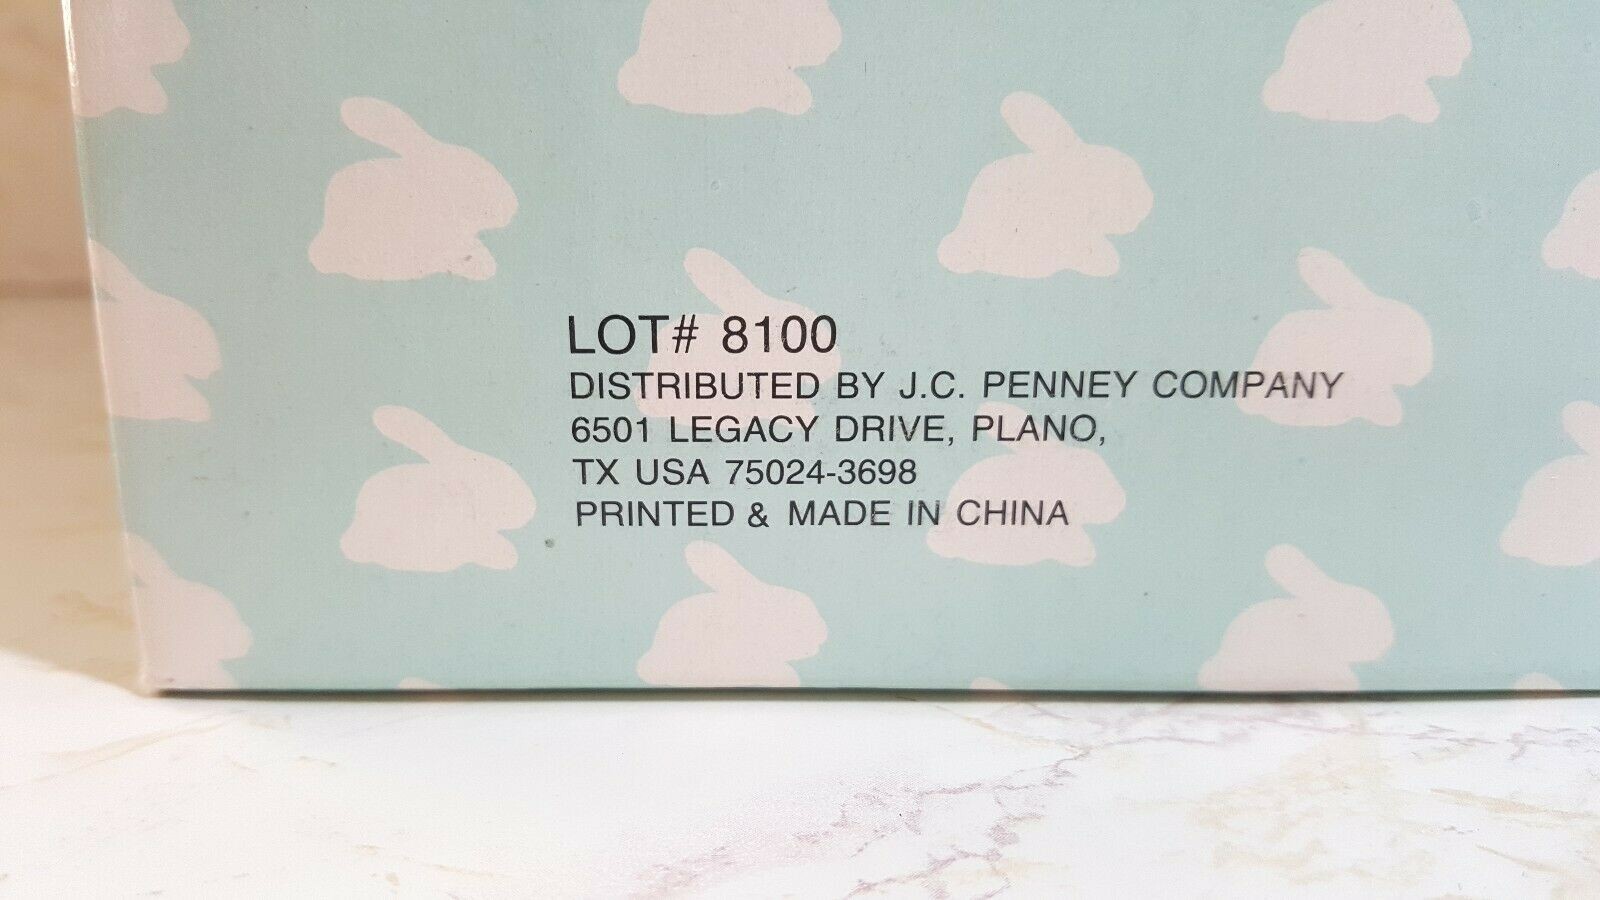 LOT# 8100
DISTRIBUTED BY J.C. PENNEY COMPANY
6501 LEGACY DRIVE, PLANO,
TX USA 75024-3698
PRINTED & MADE IN CHINA